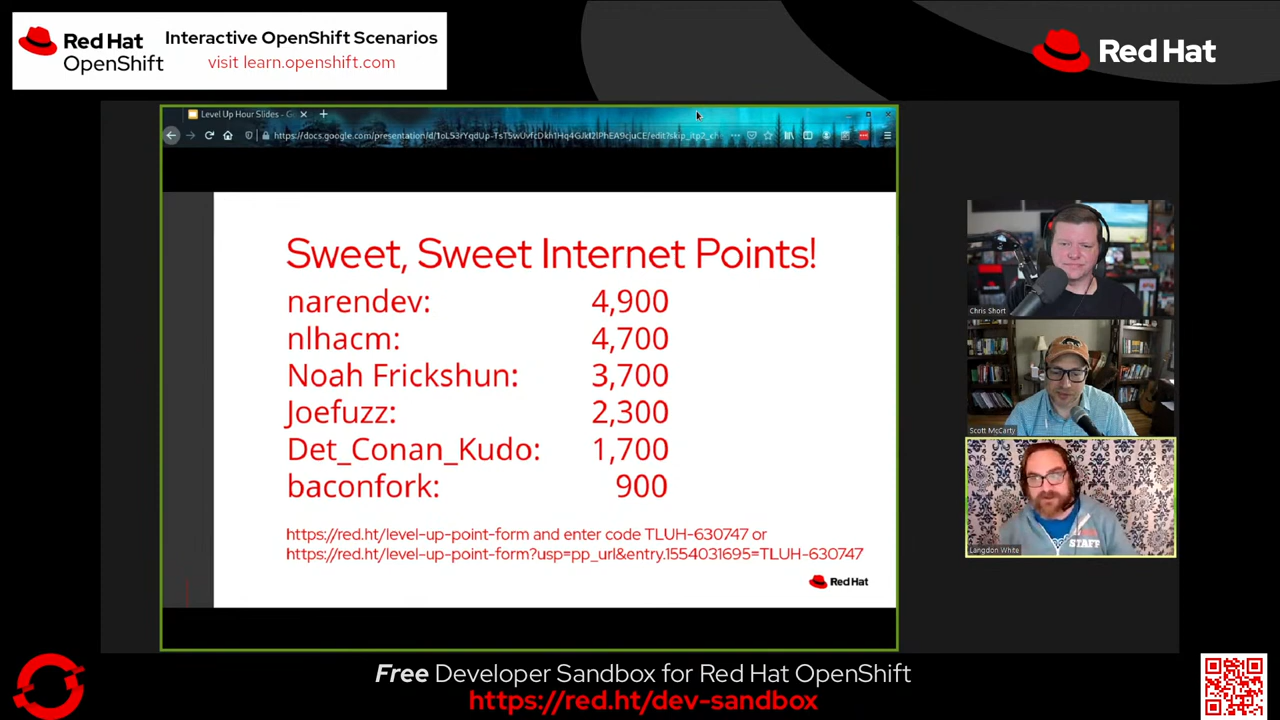 Red Hat
OpenShift
Interactive OpenShift Scenarios
visit learn.openshift.com
Red Hat
Level Up Hour Slides - G
Sweet, Sweet Internet Points!
narendev: 4,900
nlhacm: 4,700
Noah Frickshun: 3,700
Joefuzz: 2,300
Det_Conan_Kudo: 1,700
baconfork: 900
https://red.ht/level-up-point-form and enter code TLUH-630747 or
https://red.ht/level-up-point-form?usp=pp_url&entry.1554031695=TLUH-630747
Red Hat
Chris Short
Scott McCarty
STAFF
Langdon White
Free Developer Sandbox for Red Hat OpenShift
https://red.ht/dev-sandbox